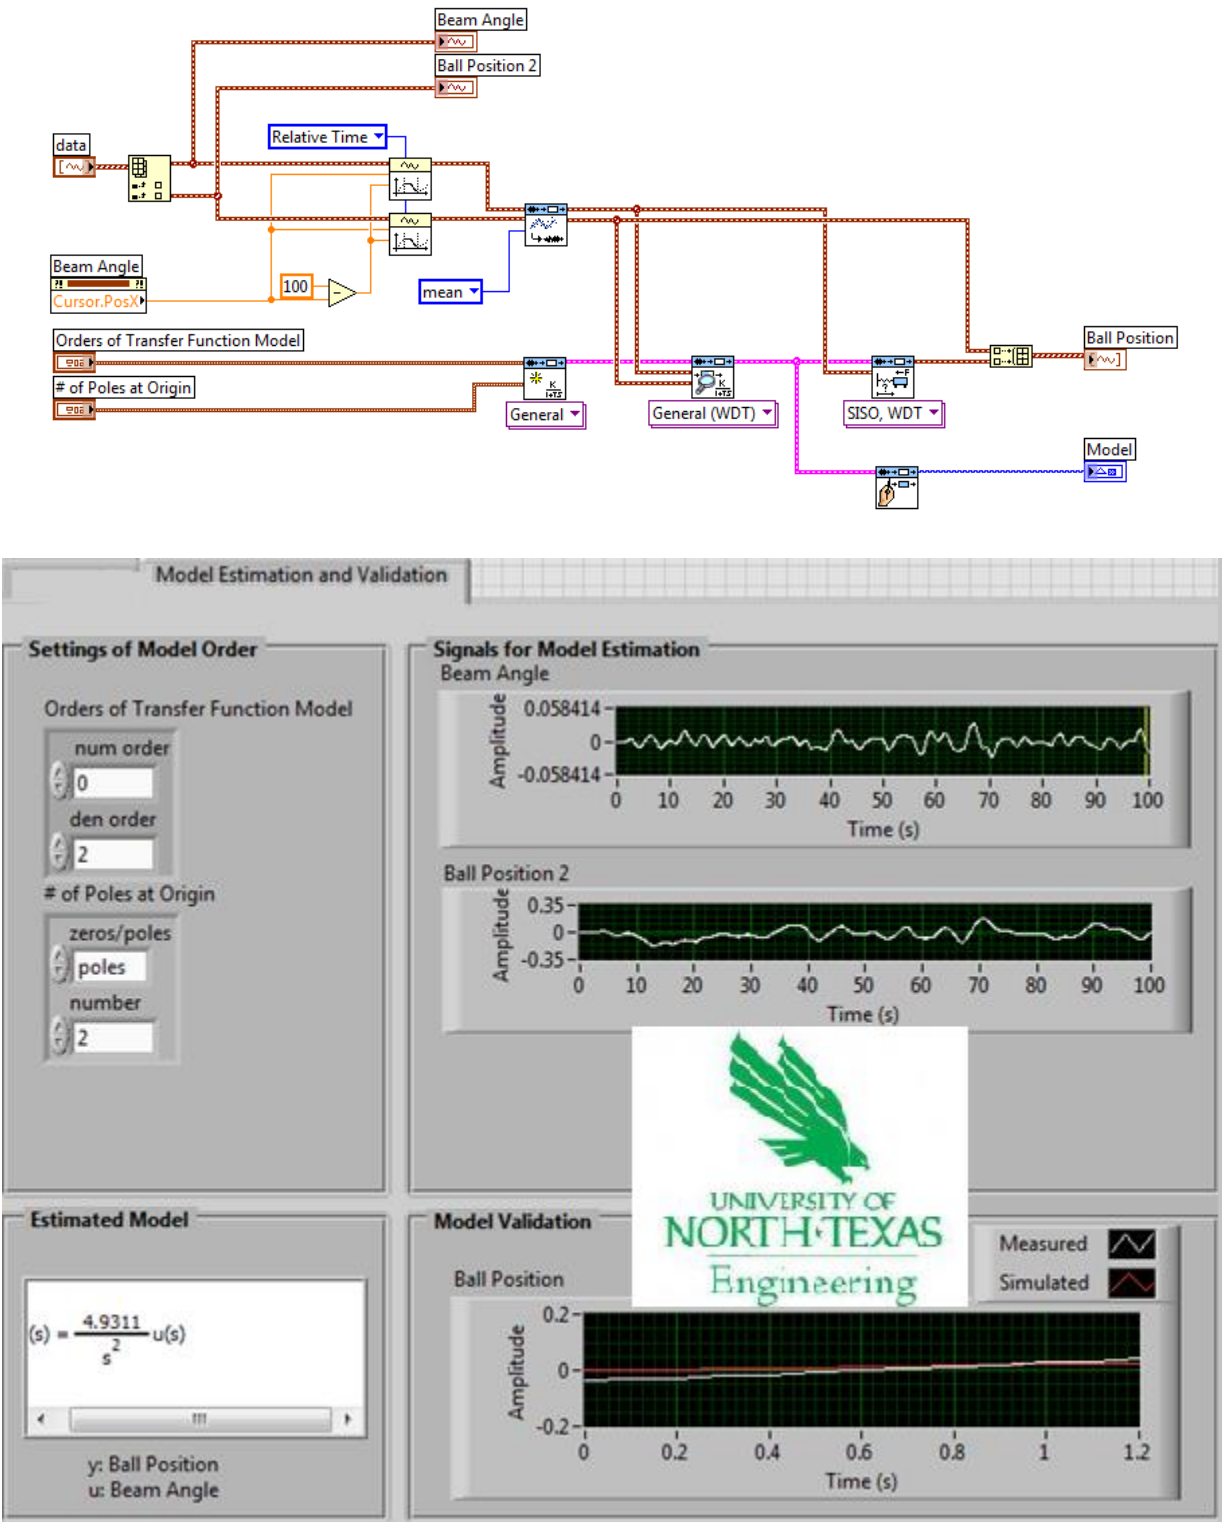 Beam Angle
Ball Position 2
data
Relative Time
Beam Angle
Cursor.PosX
100
mean
Orders of Transfer Function Model
# of Poles at Origin
General
General (WDT)
SISO, WDT
Ball Position
Model
Model Estimation and Validation
Settings of Model Order
Orders of Transfer Function Model
num order
0
den order
2
# of Poles at Origin
zeros/poles
poles
number
2
Signals for Model Estimation
Beam Angle
Amplitude
0.058414
0
-0.058414
0 10 20 30 40 50 60 70 80 90 100
Time (s)
Ball Position 2
Amplitude
0.35
0
-0.35
0 10 20 30 40 50 60 70 80 90 100
Time (s)
UNIVERSITY OF
NORTH TEXAS
Engineering
Estimated Model
(s) = 4.9311 / s^2 u(s)
y: Ball Position
u: Beam Angle
Model Validation
Measured
Simulated
Ball Position
Amplitude
0.2
0
-0.2
0 0.2 0.4 0.6 0.8 1 1.2
Time (s)